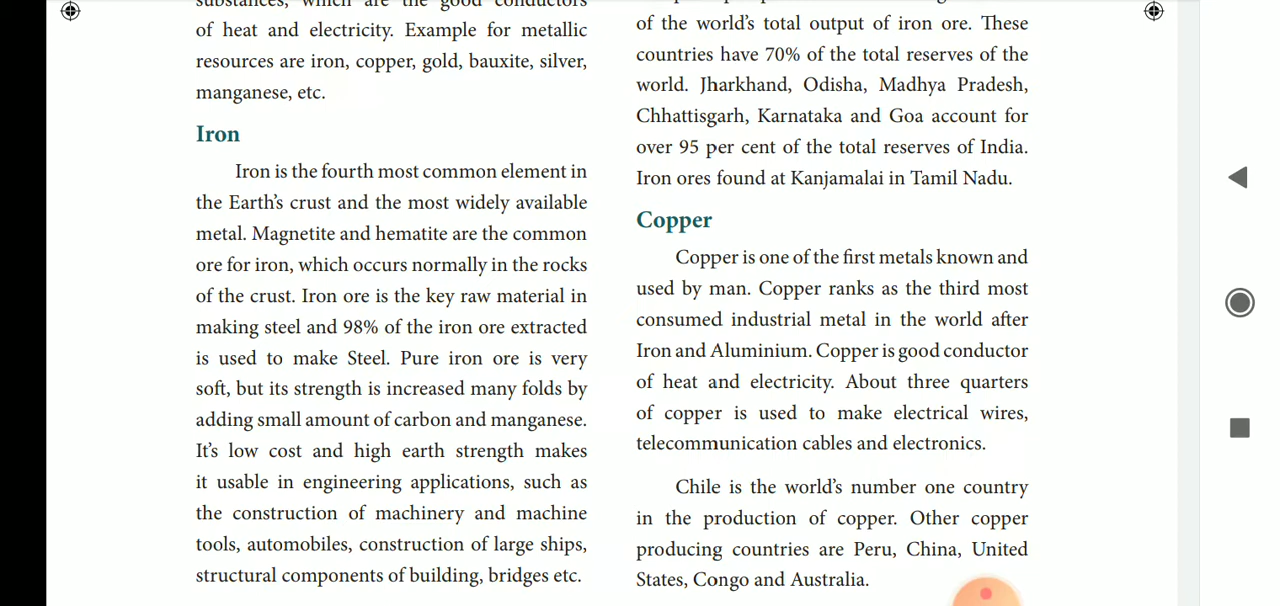 substances, which are the good conductors
of heat and electricity. Example for metallic
resources are iron, copper, gold, bauxite, silver,
manganese, etc.
Iron
Iron is the fourth most common element in
the Earth's crust and the most widely available
metal. Magnetite and hematite are the common
ore for iron, which occurs normally in the rocks
of the crust. Iron ore is the key raw material in
making steel and 98% of the iron ore extracted
is used to make Steel. Pure iron ore is very
soft, but its strength is increased many folds by
adding small amount of carbon and manganese.
It's low cost and high earth strength makes
it usable in engineering applications, such as
the construction of machinery and machine
tools, automobiles, construction of large ships,
structural components of building, bridges etc.
of the world's total output of iron ore. These
countries have 70% of the total reserves of the
world. Jharkhand, Odisha, Madhya Pradesh,
Chhattisgarh, Karnataka and Goa account for
over 95 per cent of the total reserves of India.
Iron ores found at Kanjamalai in Tamil Nadu.
Copper
Copper is one of the first metals known and
used by man. Copper ranks as the third most
consumed industrial metal in the world after
Iron and Aluminium. Copper is good conductor
of heat and electricity. About three quarters
of copper is used to make electrical wires,
telecommunication cables and electronics.
Chile is the world's number one country
in the production of copper. Other copper
producing countries are Peru, China, United
States, Congo and Australia.